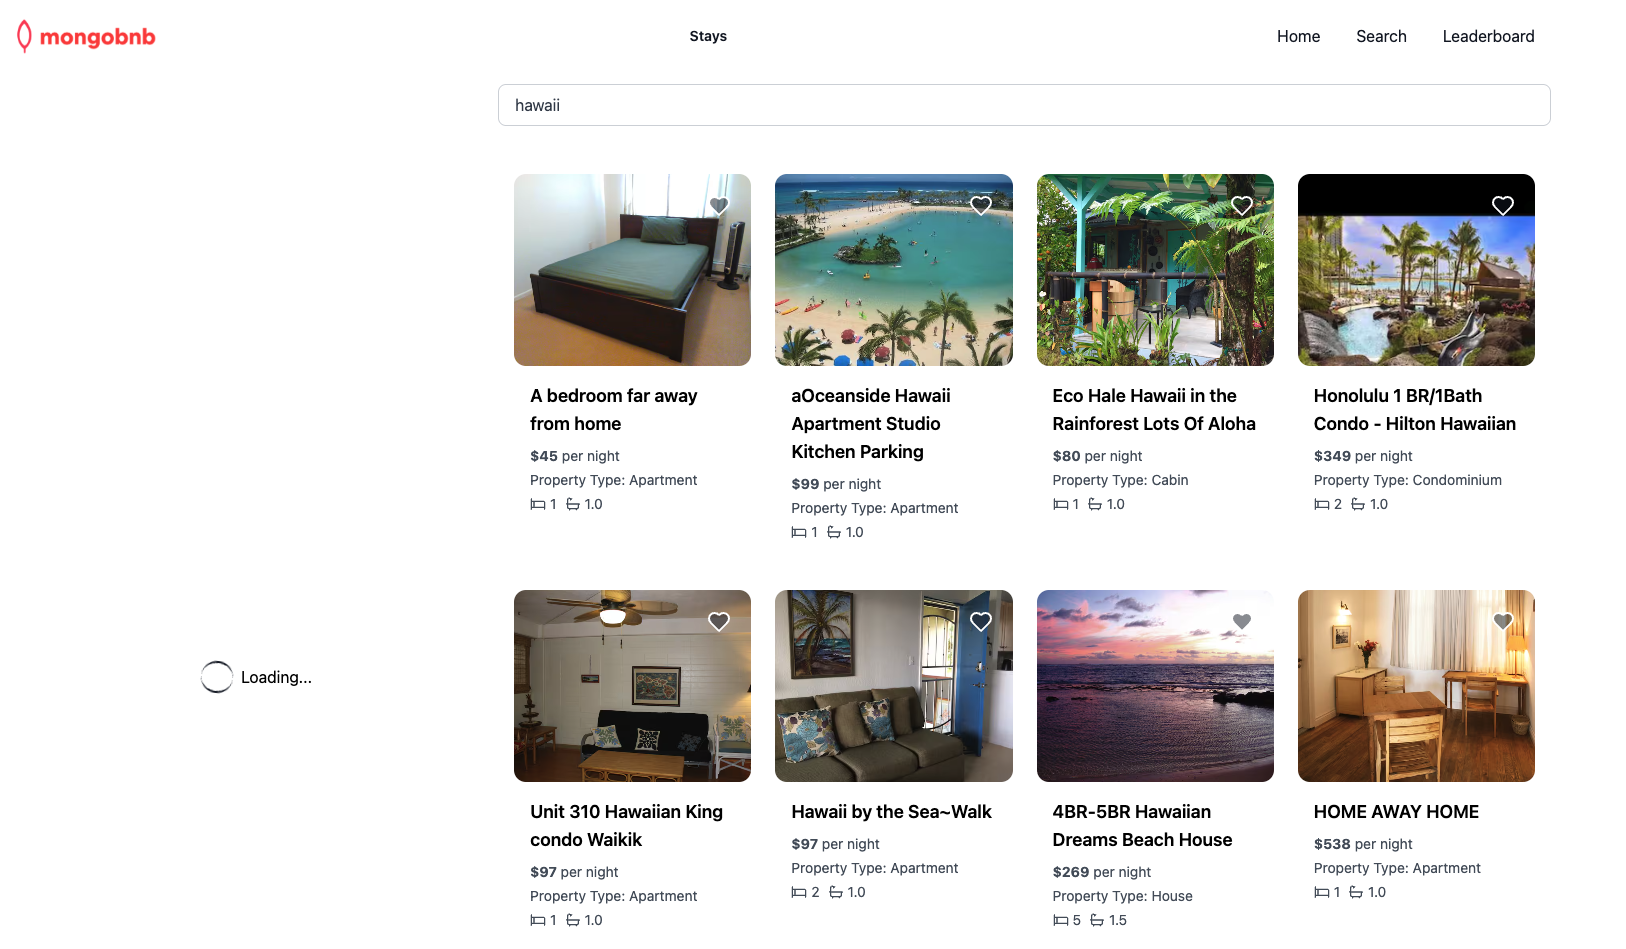 mongobnb
Stays
Home
Search
Leaderboard
hawaii
A bedroom far away
from home
$45 per night
Property Type: Apartment
1 1.0
aOceanside Hawaii
Apartment Studio
Kitchen Parking
$99 per night
Property Type: Apartment
1 1.0
Eco Hale Hawaii in the
Rainforest Lots Of Aloha
$80 per night
Property Type: Cabin
1 1.0
Honolulu 1 BR/1Bath
Condo - Hilton Hawaiian
$349 per night
Property Type: Condominium
2 1.0
Loading...
Unit 310 Hawaiian King
condo Waikik
$97 per night
Property Type: Apartment
1 1.0
Hawaii by the Sea~Walk
$97 per night
Property Type: Apartment
2 1.0
4BR-5BR Hawaiian
Dreams Beach House
$269 per night
Property Type: House
5 1.5
HOME AWAY HOME
$538 per night
Property Type: Apartment
1 1.0